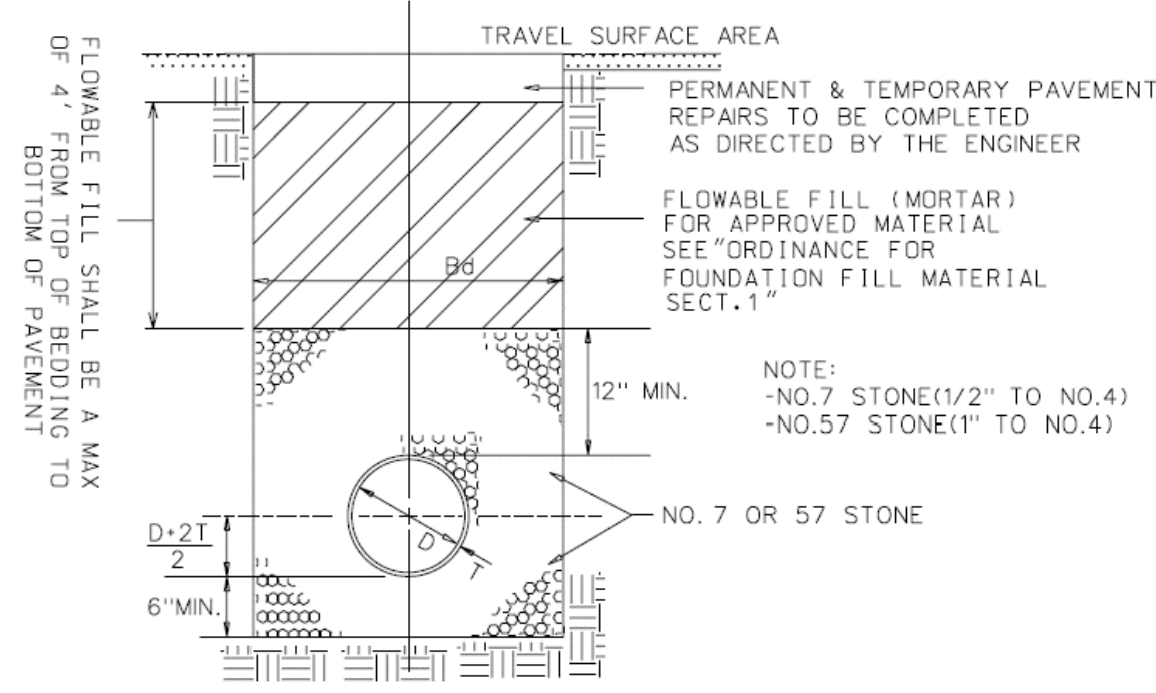 TRAVEL SURFACE AREA
PERMANENT & TEMPORARY PAVEMENT
REPAIRS TO BE COMPLETED
AS DIRECTED BY THE ENGINEER
FLOWABLE FILL SHALL BE A MAX
OF 4' FROM TOP OF BEDDING TO
BOTTOM OF PAVEMENT
FLOWABLE FILL (MORTAR)
FOR APPROVED MATERIAL
SEE"ORDINANCE FOR
FOUNDATION FILL MATERIAL
SECT.1"
Bd
12" MIN.
NOTE:
-NO.7 STONE(1/2" TO NO.4)
-NO.57 STONE(1" TO NO.4)
NO.7 OR 57 STONE
D+2T
2
D
T
6"MIN.